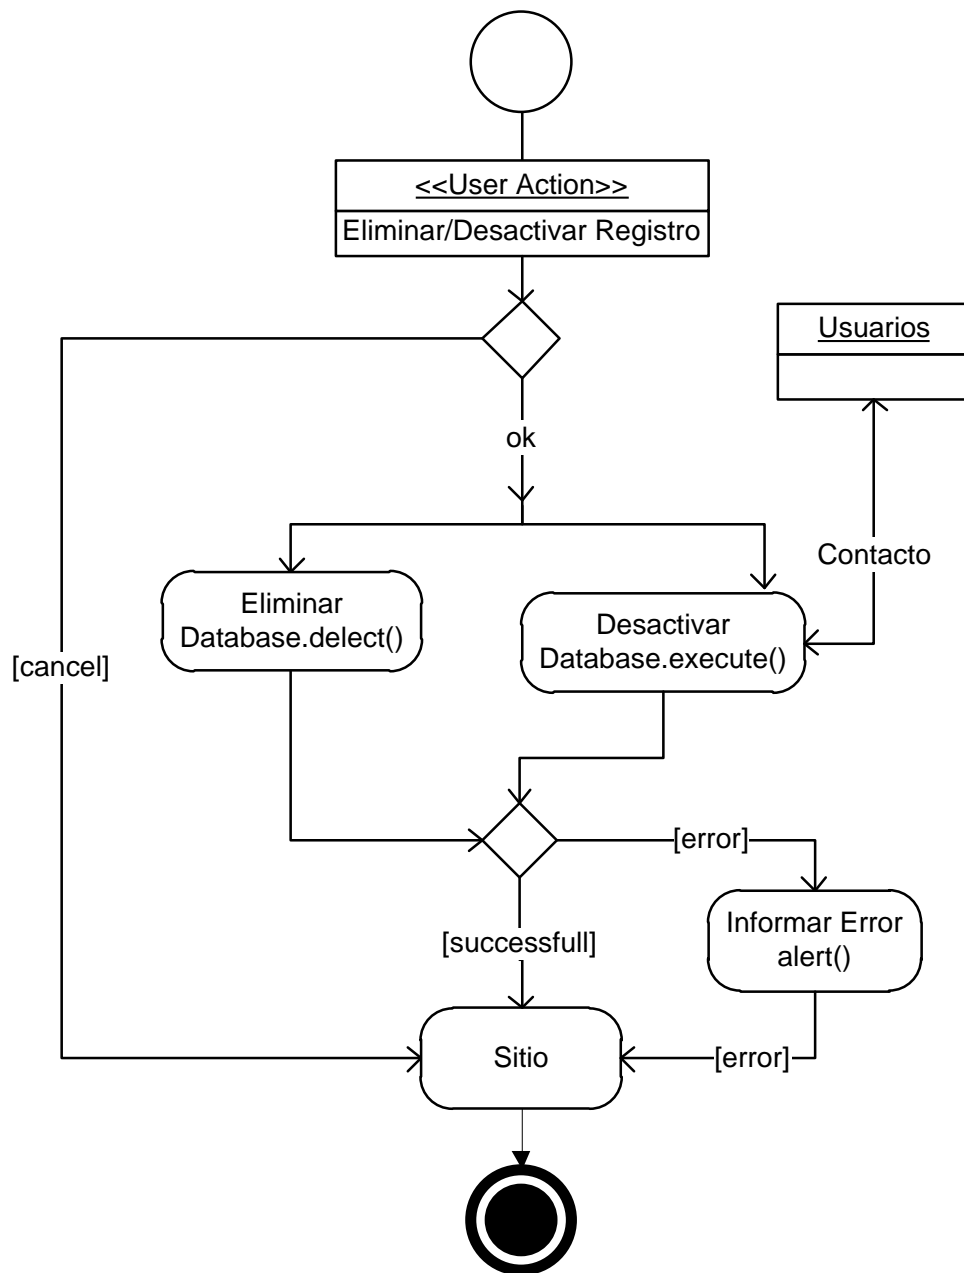 <<User Action>>
Eliminar/Desactivar Registro
Usuarios
ok
Contacto
Eliminar
Database.delect()
Desactivar
Database.execute()
[cancel]
[error]
Informar Error
alert()
[successfull]
Sitio
[error]